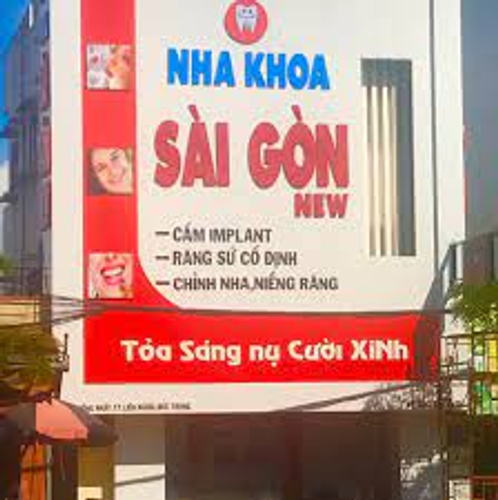 NHA KHOA
SÀI GÒN
NEW
– CẮM IMPLANT
– RĂNG SỨ CỐ ĐỊNH
– CHỈNH NHA,NIỀNG RĂNG
Tỏa Sáng nụ Cười XiNh